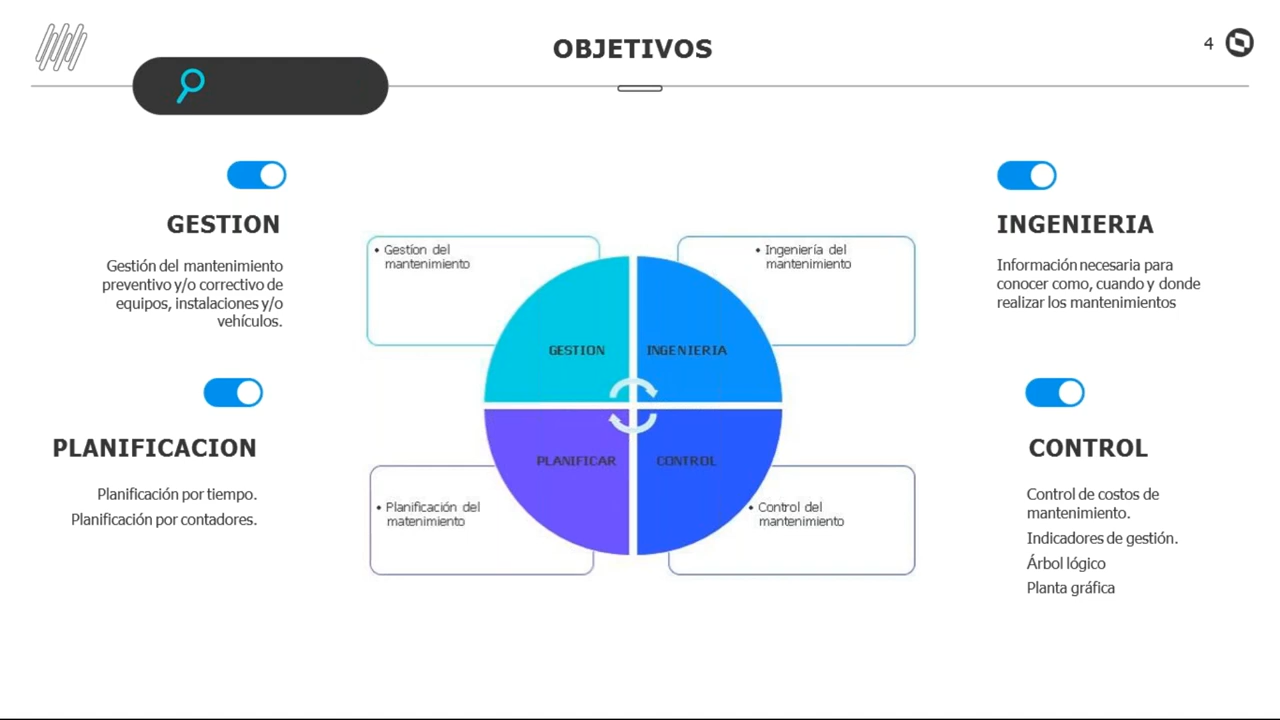 OBJETIVOS
4
GESTION
Gestión del mantenimiento
preventivo y/o correctivo de
equipos, instalaciones y/o
vehículos.
PLANIFICACION
Planificación por tiempo.
Planificación por contadores.
• Gestíon del
mantenimiento
• Ingeniería del
mantenimiento
GESTION
INGENIERIA
PLANIFICAR
CONTROL
• Planificación del
matenimiento
• Control del
mantenimiento
INGENIERIA
Información necesaria para
conocer como, cuando y donde
realizar los mantenimientos
CONTROL
Control de costos de
mantenimiento.
Indicadores de gestión.
Árbol lógico
Planta gráfica